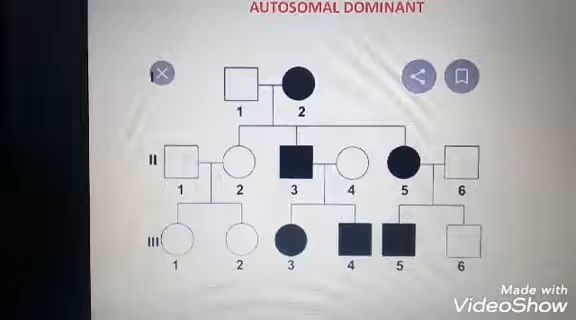 AUTOSOMAL DOMINANT
I
1 2
II
1 2 3 4 5 6
III
1 2 3 4 5 6
Made with
VideoShow